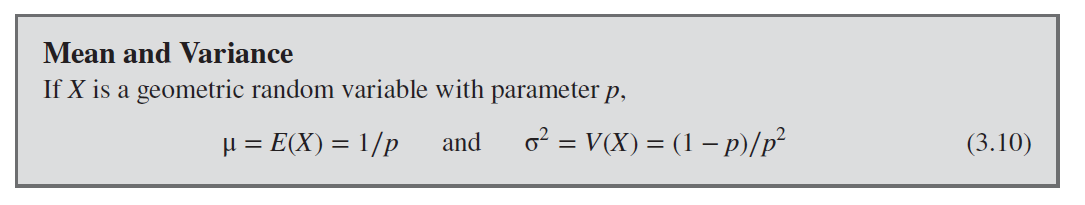 Mean and Variance
If X is a geometric random variable with parameter p,
μ = E(X) = 1/p and σ² = V(X) = (1 − p)/p² (3.10)